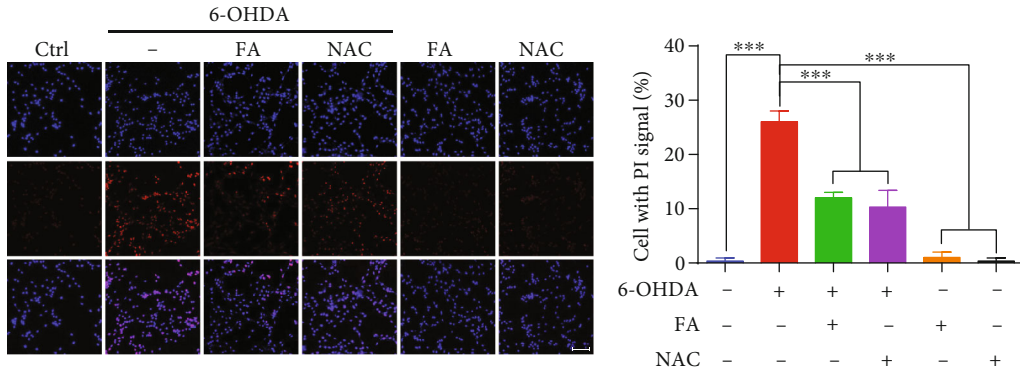 6-OHDA
Ctrl – FA NAC FA NAC
Cell with PI signal (%)
40
30
20
10
0
*** *** ***
6-OHDA – + + + – –
FA – – + – + –
NAC – – – + – +